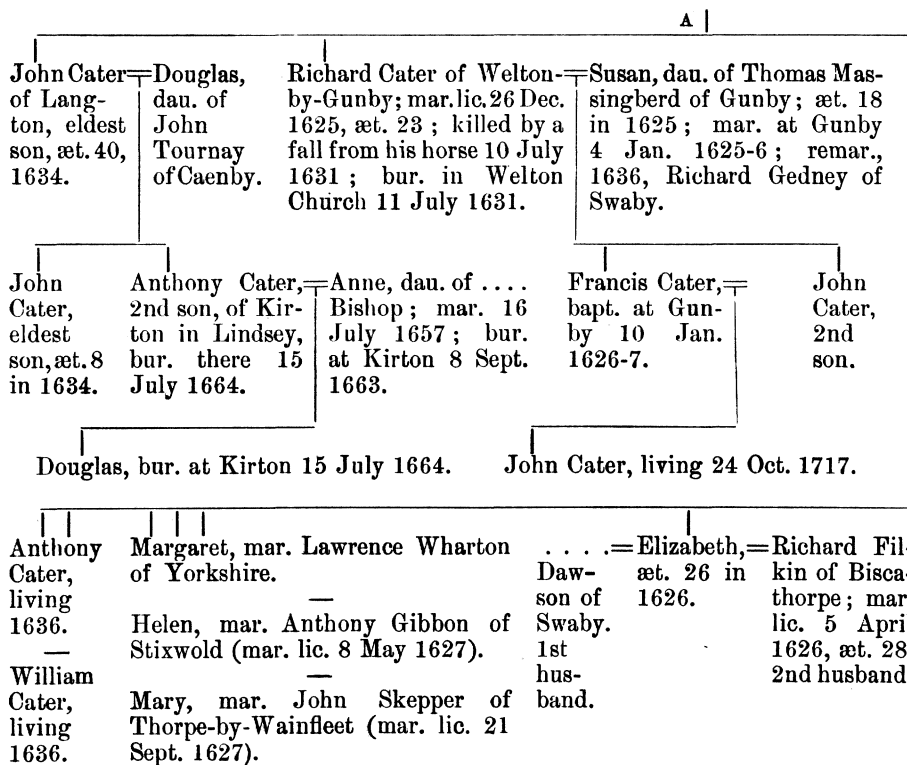 A
John Cater
of Lang-
ton, eldest
son, æt. 40,
1634.
Douglas,
dau. of
John
Tournay
of Caenby.
Richard Cater of Welton-
by-Gunby; mar. lic. 26 Dec.
1625, æt. 23 ; killed by a
fall from his horse 10 July
1631 ; bur. in Welton
Church 11 July 1631.
Susan, dau. of Thomas Mas-
singberd of Gunby ; æt. 18
in 1625 ; mar. at Gunby
4 Jan. 1625-6 ; remar.,
1636, Richard Gedney of
Swaby.
John
Cater,
eldest
son, æt. 8
in 1634.
Anthony Cater,
2nd son, of Kir-
ton in Lindsey,
bur. there 15
July 1664.
Anne, dau. of ....
Bishop ; mar. 16
July 1657 ; bur.
at Kirton 8 Sept.
1663.
Francis Cater,
bapt. at Gun-
by 10 Jan.
1626-7.
John
Cater,
2nd
son.
Douglas, bur. at Kirton 15 July 1664.
John Cater, living 24 Oct. 1717.
Anthony
Cater,
living
1636.
—
William
Cater,
living
1636.
Margaret, mar. Lawrence Wharton
of Yorkshire.
—
Helen, mar. Anthony Gibbon of
Stixwold (mar. lic. 8 May 1627).
—
Mary, mar. John Skepper of
Thorpe-by-Wainfleet (mar. lic. 21
Sept. 1627).
. . . .
Daw-
son of
Swaby.
1st
hus-
band.
=Elizabeth,=
æt. 26 in
1626.
Richard Fil-
kin of Bisca-
thorpe ; mar
lic. 5 Apri
1626, æt. 28
2nd husband